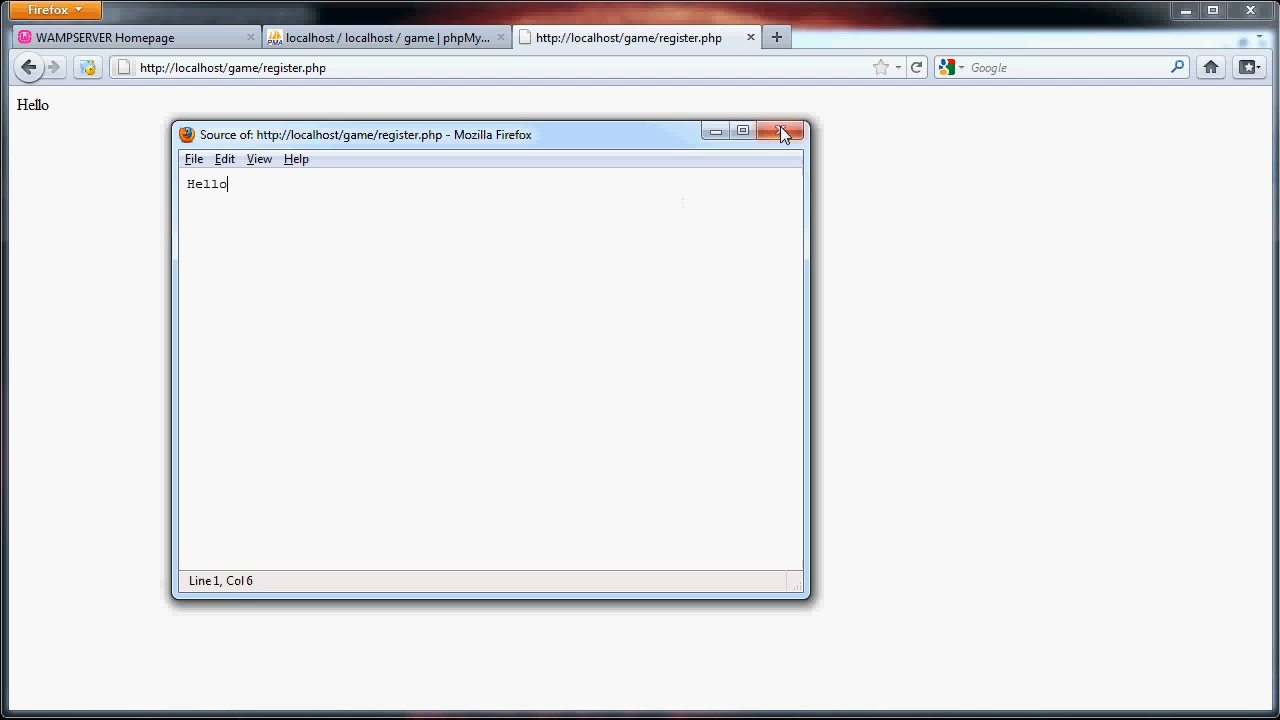 Firefox
WAMPSERVER Homepage
localhost / localhost / game | phpMy...
http://localhost/game/register.php
http://localhost/game/register.php
Google
Hello
Source of: http://localhost/game/register.php - Mozilla Firefox
File Edit View Help
Hello
Line 1, Col 6